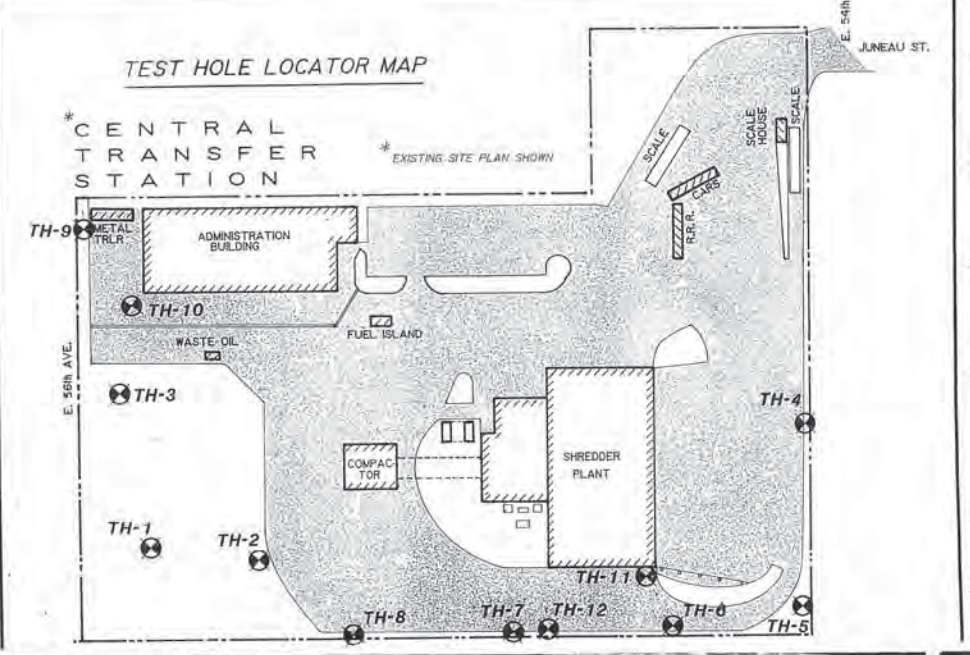 E. 54th
JUNEAU ST.
TEST HOLE LOCATOR MAP
* CENTRAL
TRANSFER
STATION
* EXISTING SITE PLAN SHOWN
SCALE
SCALE
HOUSE
SCALE
CARS
R.R.R.
TH-9
METAL
TRLR
ADMINISTRATION
BUILDING
TH-10
FUEL ISLAND
WASTE OIL
E. 56th AVE.
TH-3
TH-4
COMPAC-
TOR
SHREDDER
PLANT
TH-1
TH-2
TH-11
TH-8
TH-7
TH-12
TH-6
TH-5